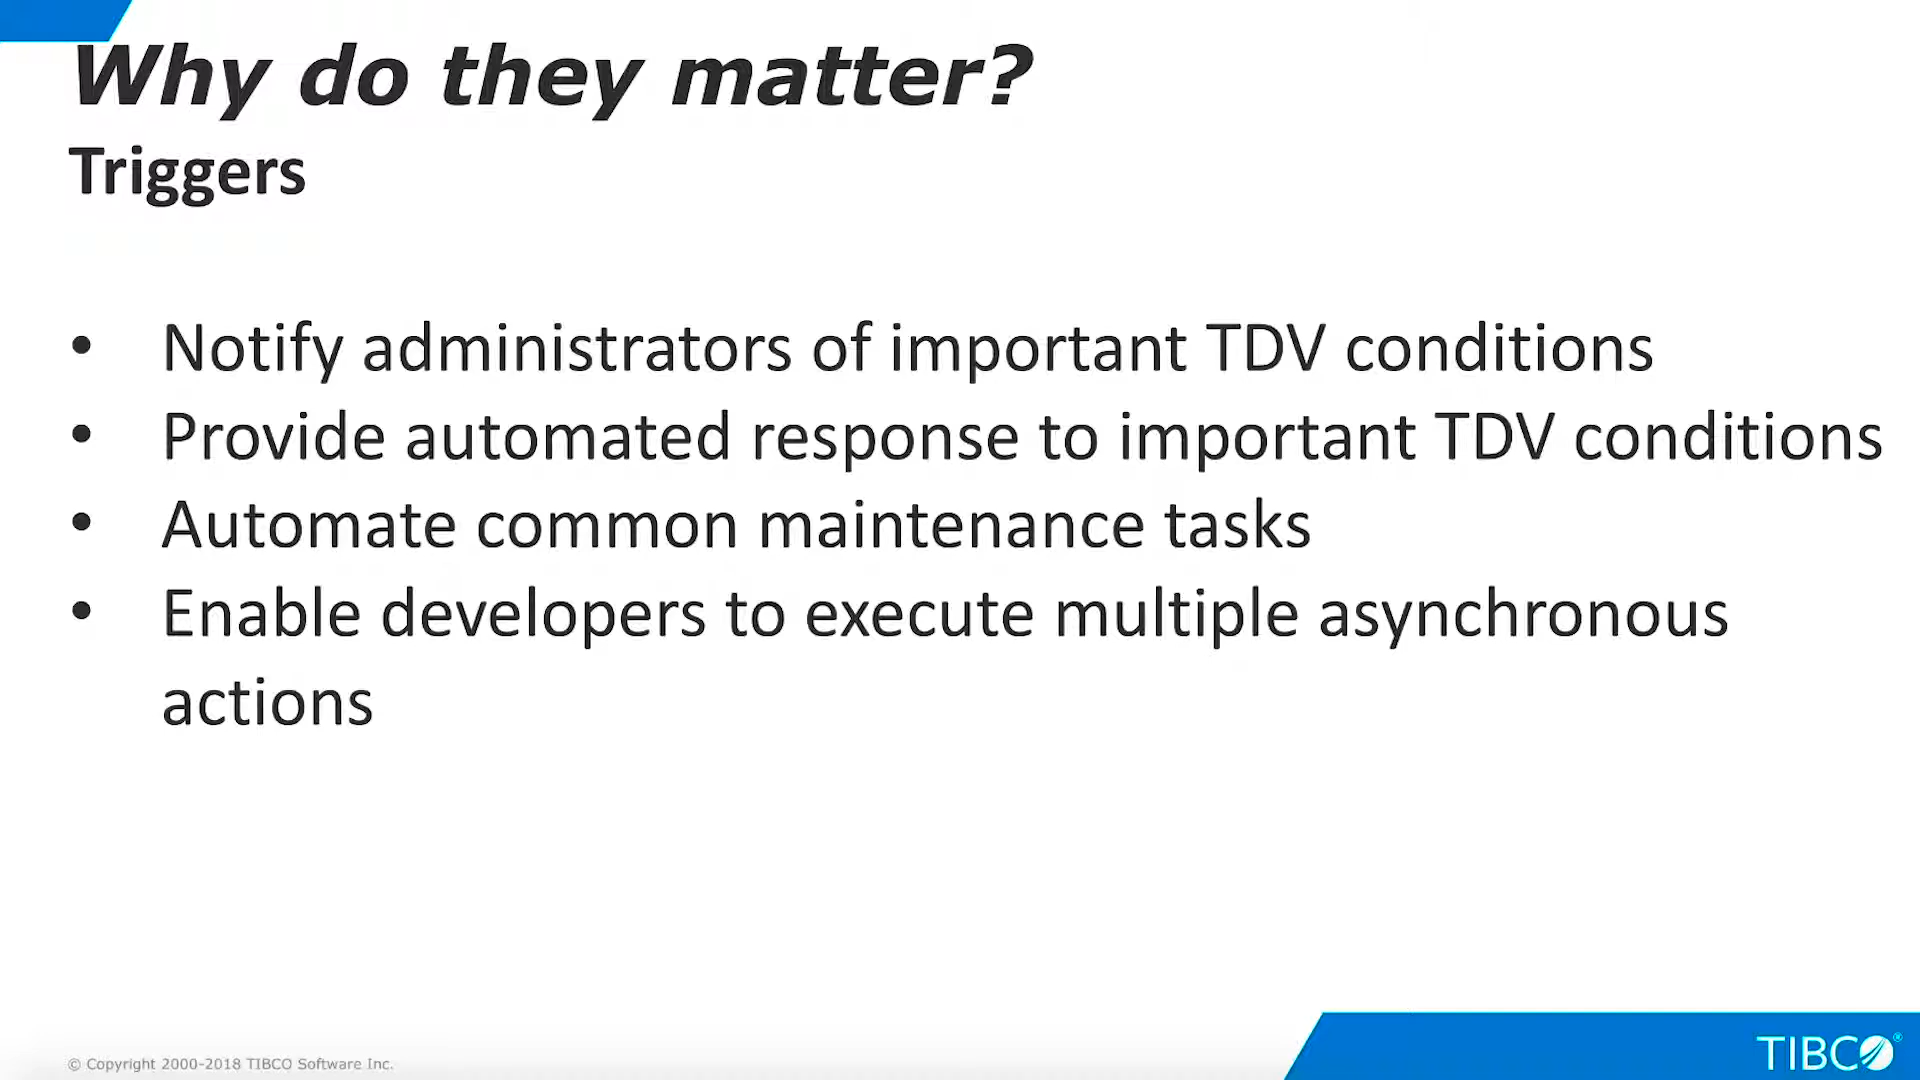 Why do they matter?
Triggers
• Notify administrators of important TDV conditions
• Provide automated response to important TDV conditions
• Automate common maintenance tasks
• Enable developers to execute multiple asynchronous
actions
© Copyright 2000-2018 TIBCO Software Inc.
TIBCO®